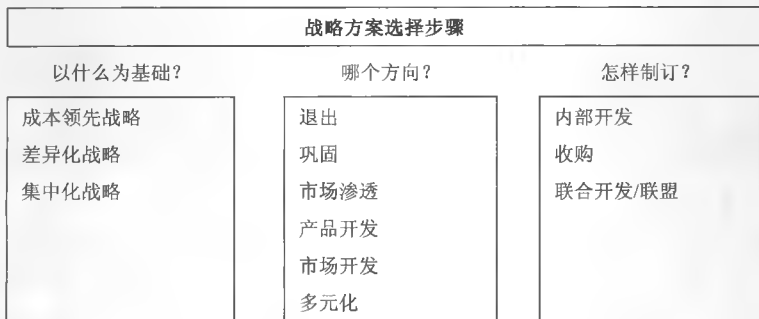 战略方案选择步骤
以什么为基础?
哪个方向?
怎样制订?
成本领先战略
差异化战略
集中化战略
退出
巩固
市场渗透
产品开发
市场开发
多元化
内部开发
收购
联合开发/联盟